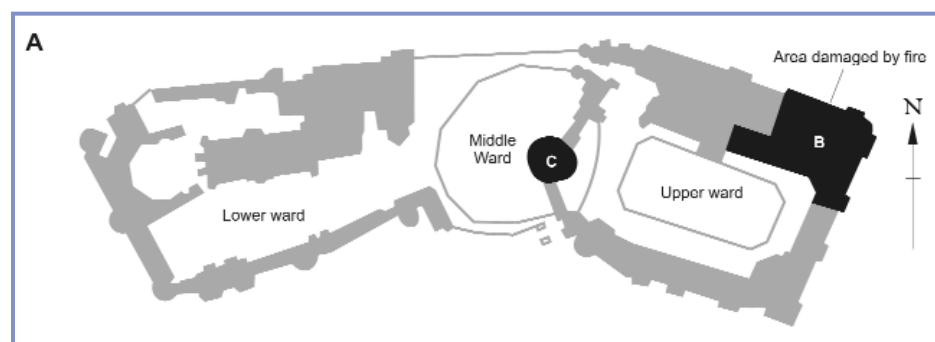 A
Area damaged by fire
N
Middle
Ward
C
B
Upper ward
Lower ward